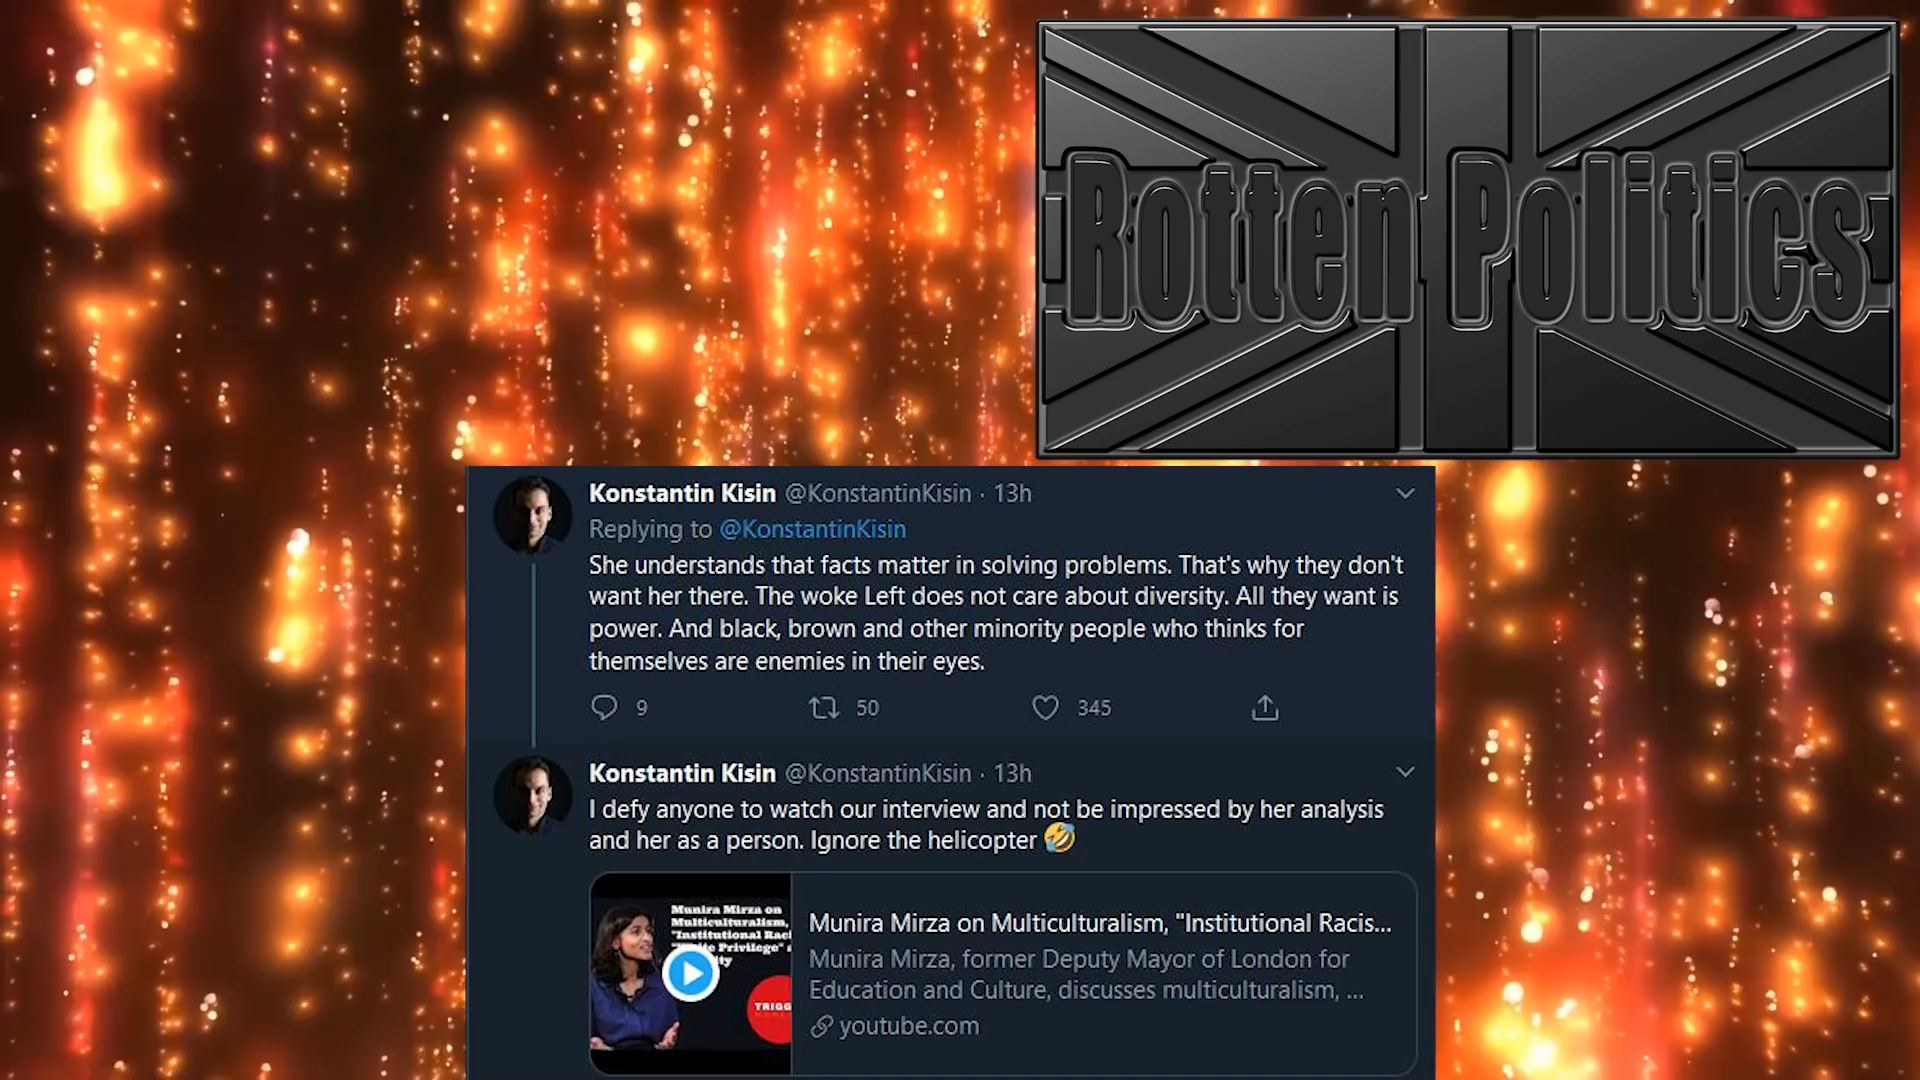 Rotten Politics
Konstantin Kisin @KonstantinKisin · 13h
Replying to @KonstantinKisin
She understands that facts matter in solving problems. That's why they don't
want her there. The woke Left does not care about diversity. All they want is
power. And black, brown and other minority people who thinks for
themselves are enemies in their eyes.
9 50 345
Konstantin Kisin @KonstantinKisin · 13h
I defy anyone to watch our interview and not be impressed by her analysis
and her as a person. Ignore the helicopter 🤣
Munira Mirza on
Multiculturalism,
"Institutional Raci
Privilege"
TRIGG
Munira Mirza on Multiculturalism, "Institutional Racis...
Munira Mirza, former Deputy Mayor of London for
Education and Culture, discusses multiculturalism, ...
youtube.com